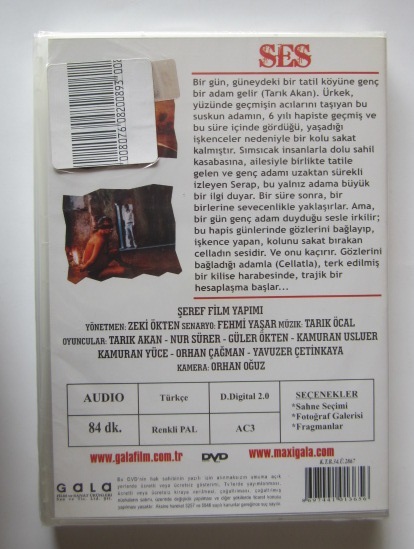 SES
Bir gün, güneydeki bir tatil köyüne genç
bir adam gelir (Tarık Akan). Ürkek,
yüzünde geçmişin acılarını taşıyan bu
suskun adamın, 6 yılı hapiste geçmiş ve
bu süre içinde gördüğü, yaşadığı
işkenceler nedeniyle bir kolu sakat
kalmıştır. Sımsıcak insanlarla dolu sahil
kasabasına, ailesiyle birlikte tatile
gelen ve genç adamı uzaktan sürekli
izleyen Serap, bu yalnız adama büyük
bir ilgi duyar. Bir süre sonra, bir
birlerine sevecenlikle yaklaşırlar. Ama,
bir gün genç adam duyduğu sesle irkilir;
bu hapis günlerinde gözlerini bağlayıp,
işkence yapan, kolunu sakat bırakan
celladın sesidir. Ve onu kaçırır. Gözlerini
bağladığı adamla (Cellatla), terk edilmiş
bir kilise harabesinde, trajik bir
hesaplaşma başlar...
0080076 08200893 008
ŞEREF FİLM YAPIMI
YÖNETMEN: ZEKİ ÖKTEN SENARYO: FEHMİ YAŞAR MÜZİK: TARIK ÖCAL
OYUNCULAR: TARIK AKAN - NUR SÜRER - GÜLER ÖKTEN - KAMURAN USLUER
KAMURAN YÜCE - ORHAN ÇAĞMAN - YAVUZER ÇETİNKAYA
KAMERA: ORHAN OĞUZ
AUDIO Türkçe D.Digital 2.0
84 dk. Renkli PAL AC3
SEÇENEKLER
*Sahne Seçimi
*Fotoğraf Galerisi
*Fragmanlar
www.galafilm.com.tr DVD www.maxigala.com
GALA